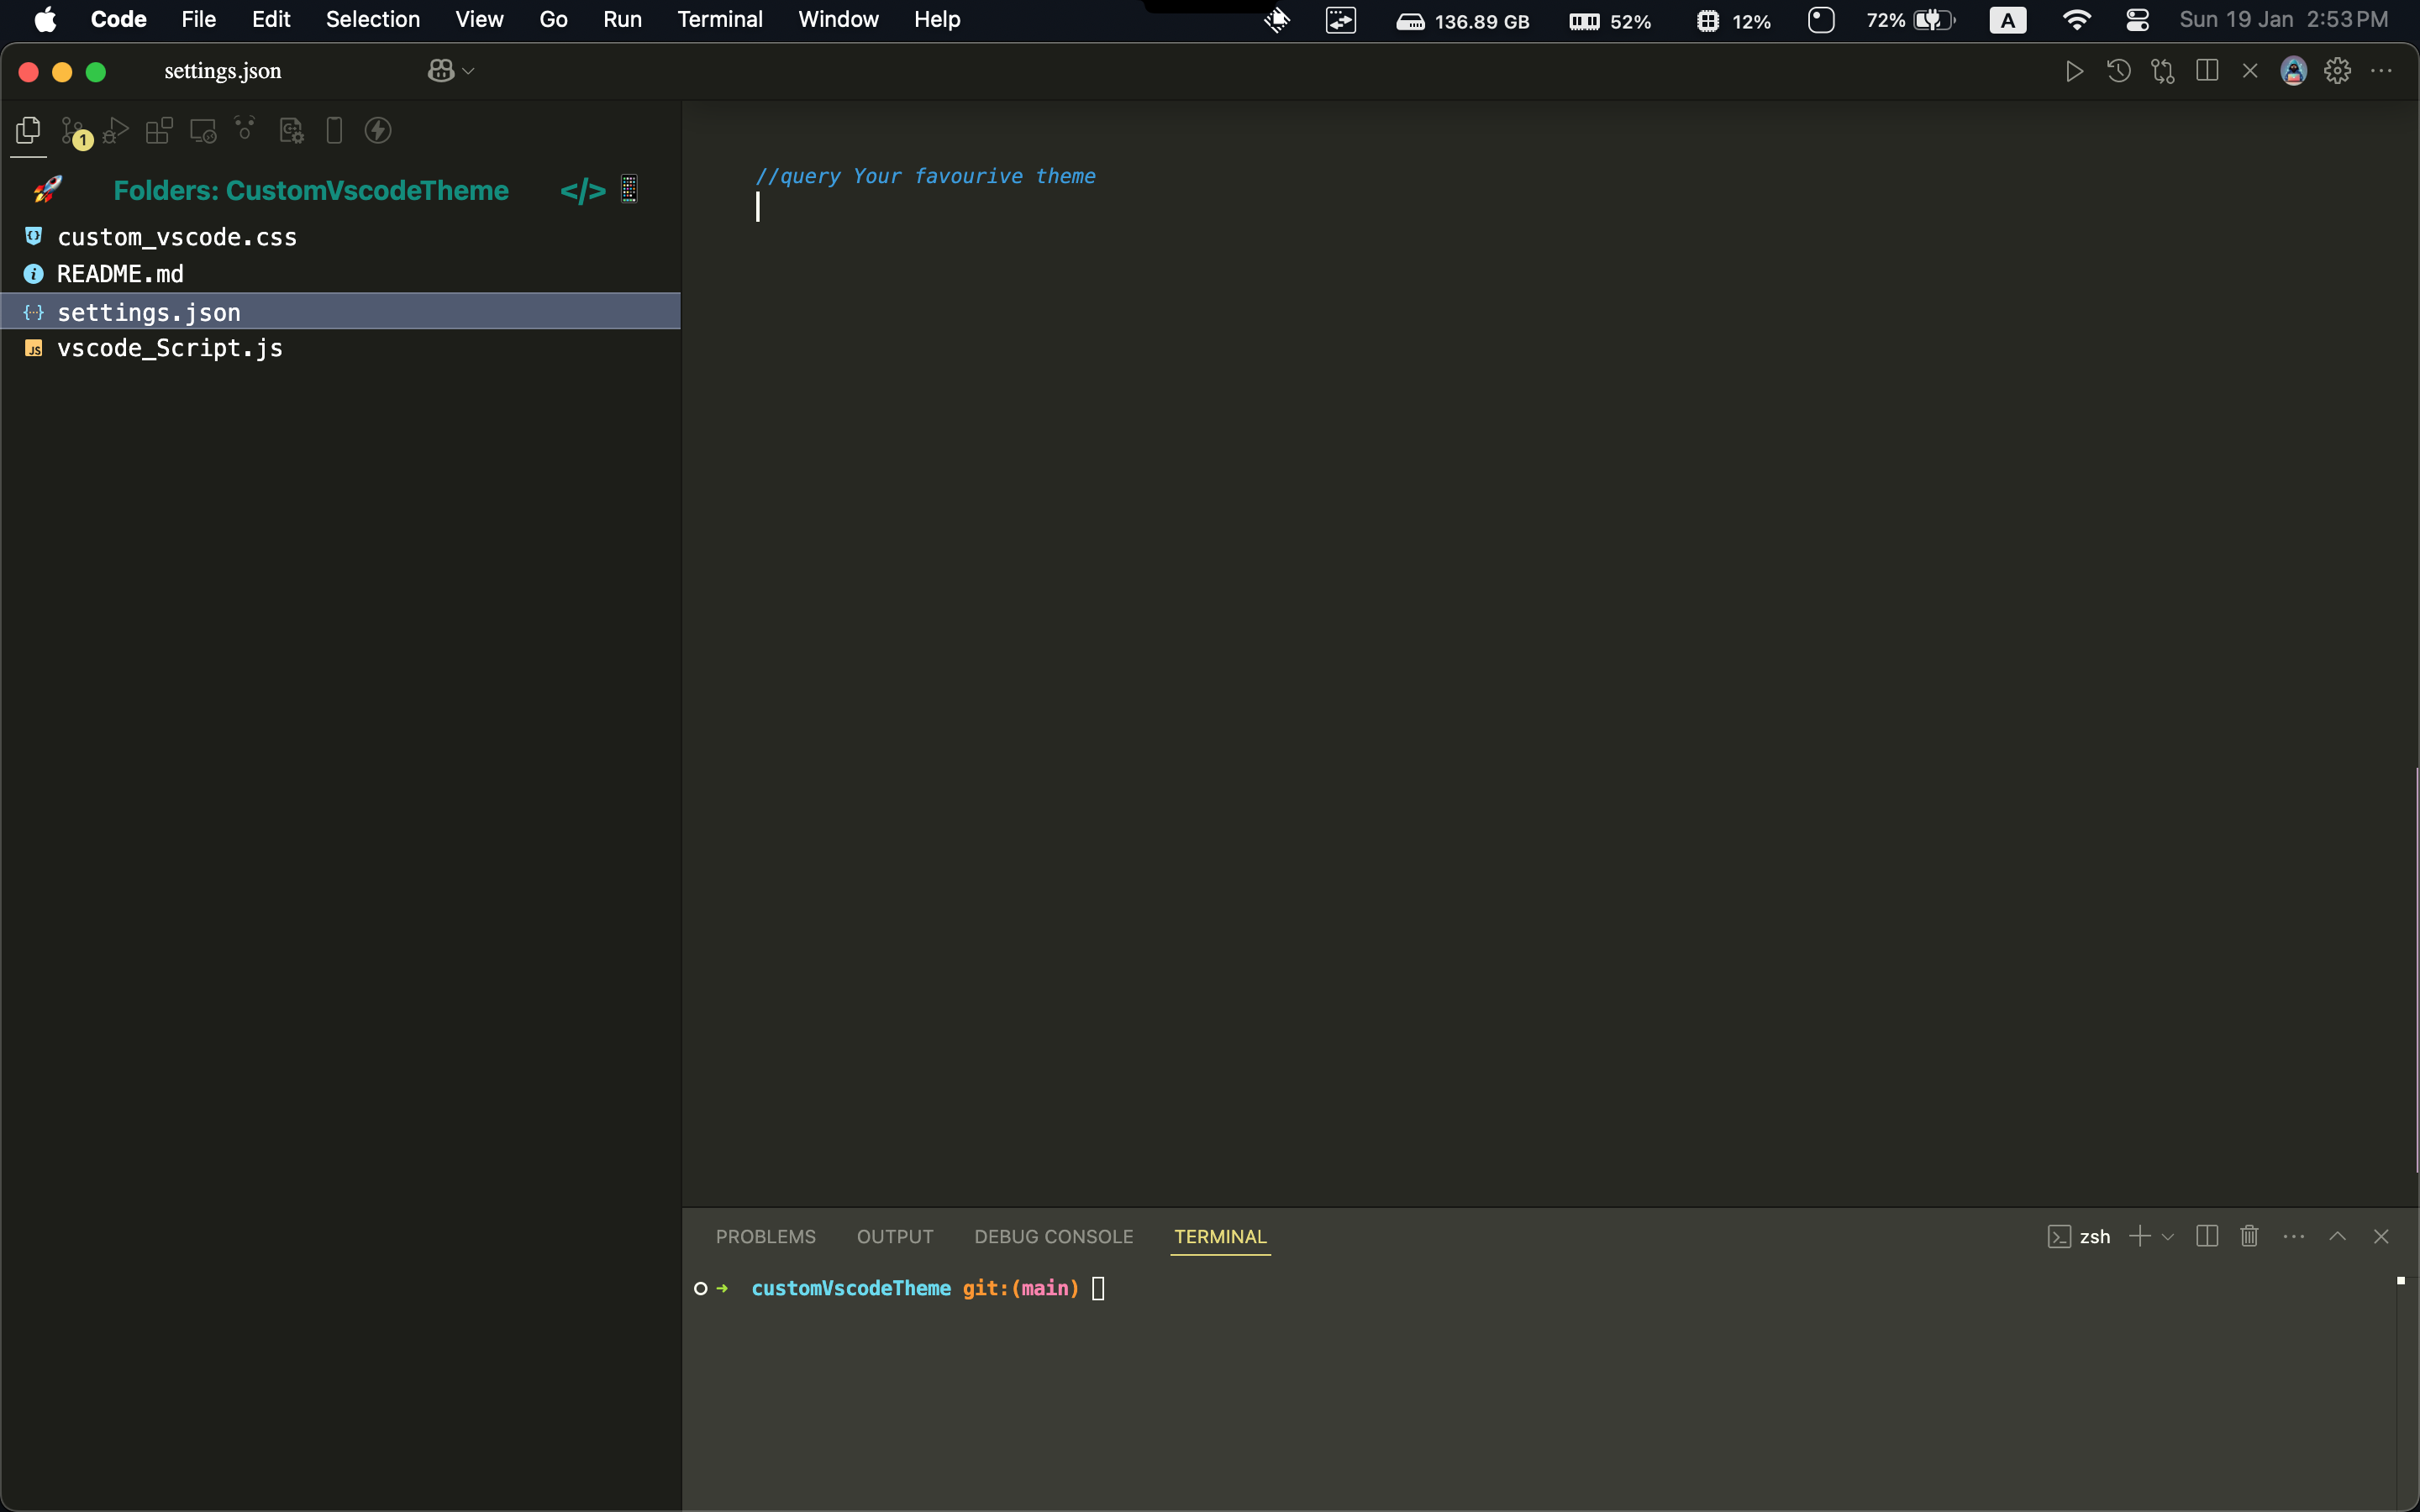 Code File Edit Selection View Go Run Terminal Window Help 136.89 GB 52% 12% 72% A Sun 19 Jan 2:53 PM
settings.json
1
Folders: CustomVscodeTheme </>
custom_vscode.css
README.md
settings.json
JS vscode_Script.js
//query Your favourive theme
PROBLEMS OUTPUT DEBUG CONSOLE TERMINAL zsh
customVscodeTheme git:(main)